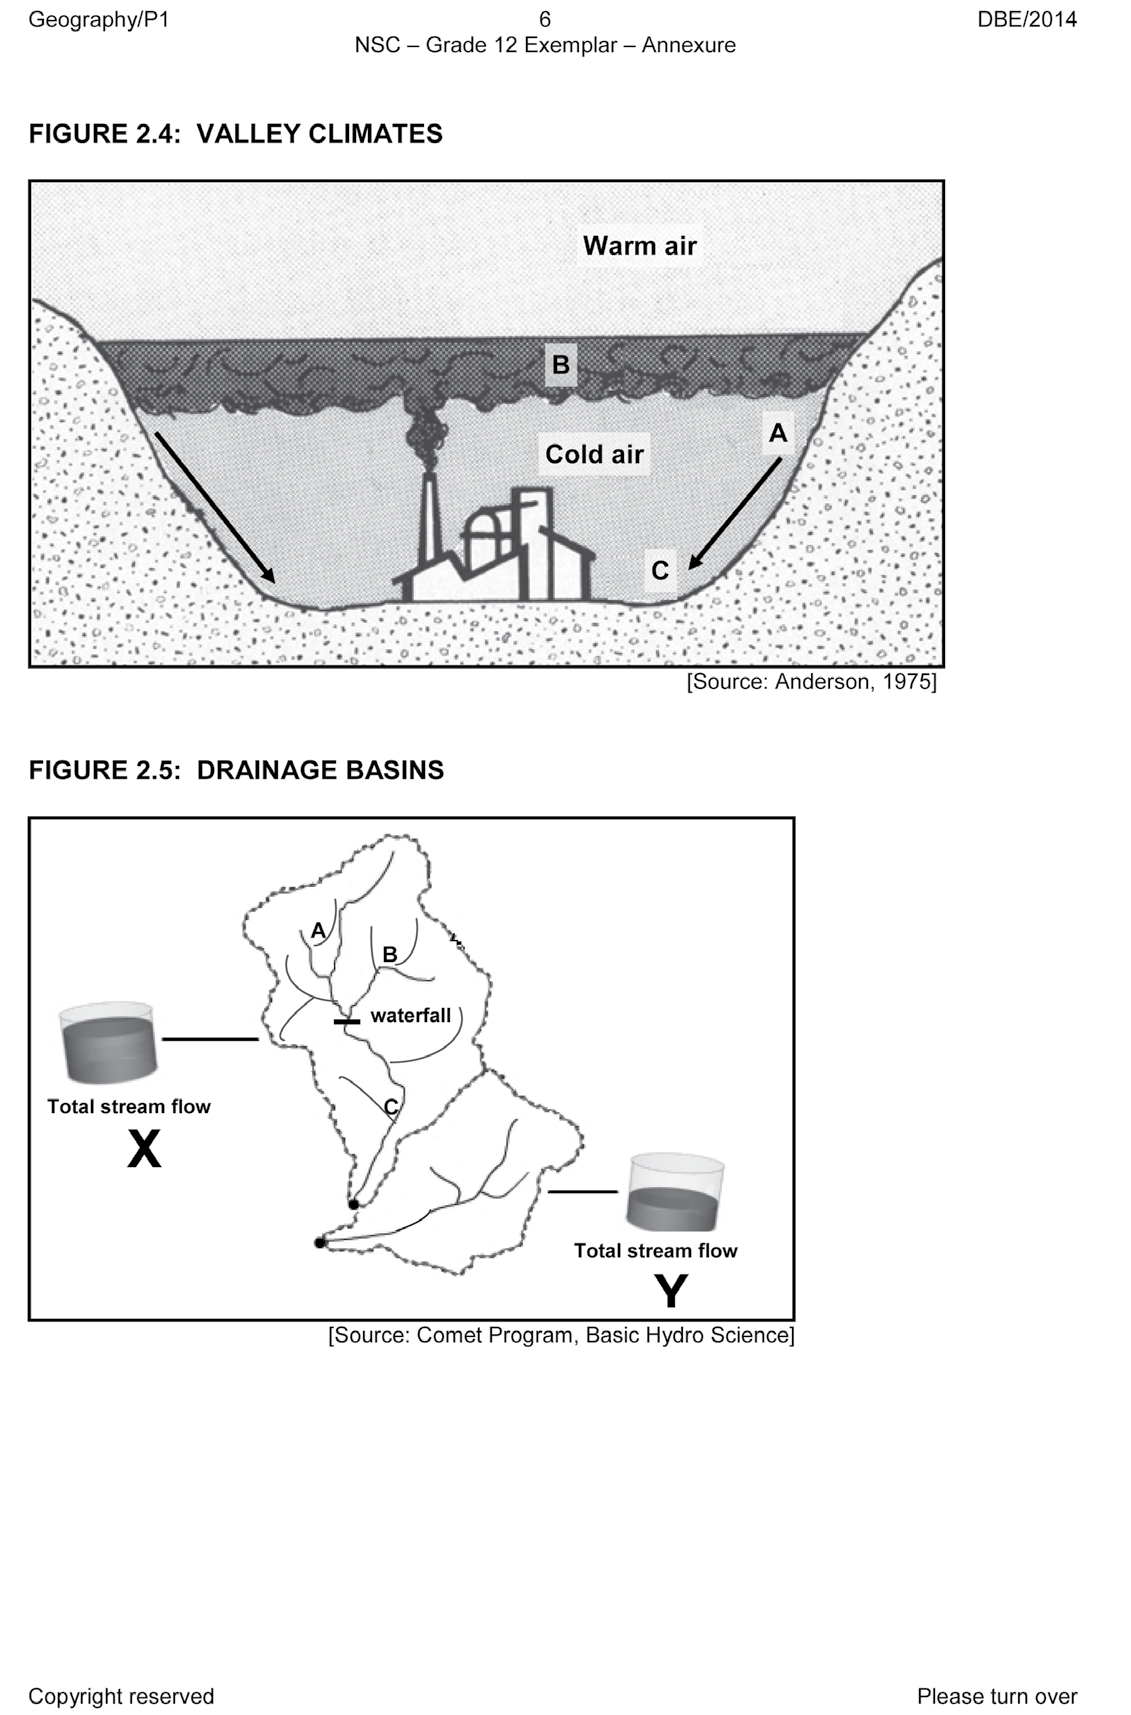 Geography/P1 6 DBE/2014
NSC – Grade 12 Exemplar – Annexure
FIGURE 2.4: VALLEY CLIMATES
Warm air
B
A
Cold air
C
[Source: Anderson, 1975]
FIGURE 2.5: DRAINAGE BASINS
A
B
waterfall
Total stream flow
X
C
Total stream flow
Y
[Source: Comet Program, Basic Hydro Science]
Copyright reserved Please turn over